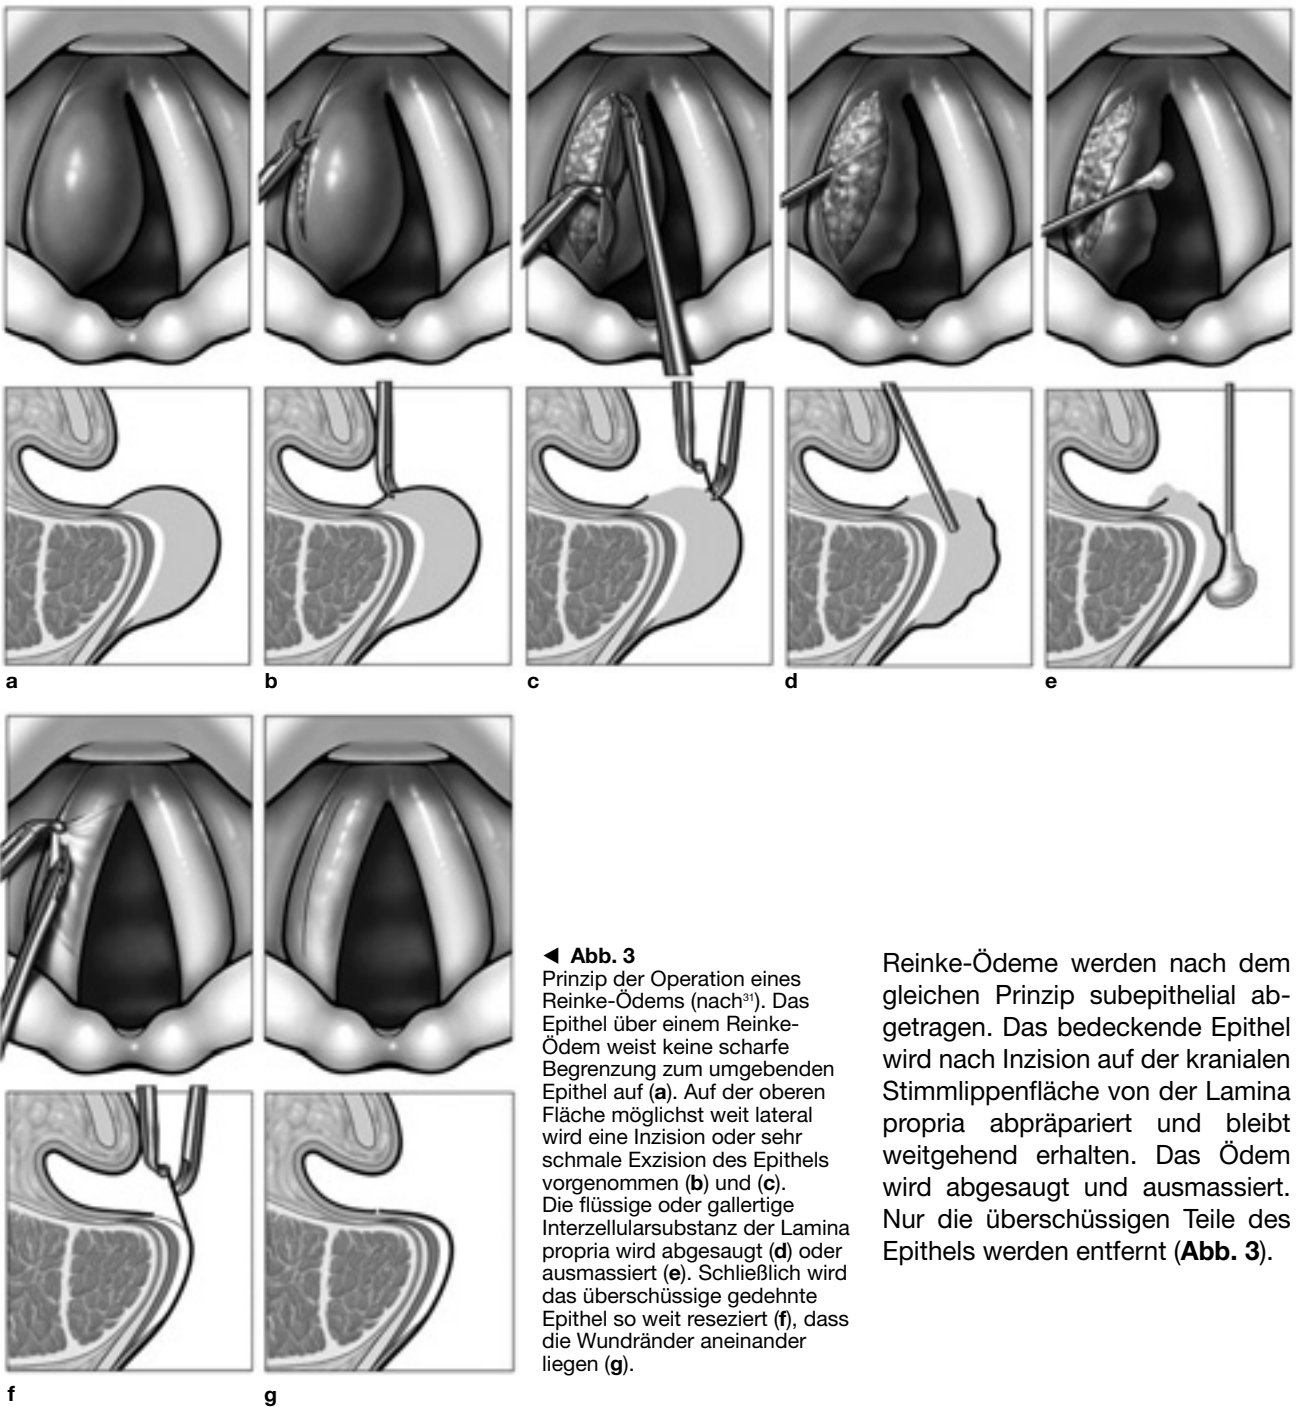 a
b
c
d
e
f
g
◄ Abb. 3
Prinzip der Operation eines
Reinke-Ödems (nach³¹). Das
Epithel über einem Reinke-
Ödem weist keine scharfe
Begrenzung zum umgebenden
Epithel auf (a). Auf der oberen
Fläche möglichst weit lateral
wird eine Inzision oder sehr
schmale Exzision des Epithels
vorgenommen (b) und (c).
Die flüssige oder gallertige
Interzellularsubstanz der Lamina
propria wird abgesaugt (d) oder
ausmassiert (e). Schließlich wird
das überschüssige gedehnte
Epithel so weit reseziert (f), dass
die Wundränder aneinander
liegen (g).
Reinke-Ödeme werden nach dem
gleichen Prinzip subepithelial ab-
getragen. Das bedeckende Epithel
wird nach Inzision auf der kranialen
Stimmlippenfläche von der Lamina
propria abpräpariert und bleibt
weitgehend erhalten. Das Ödem
wird abgesaugt und ausmassiert.
Nur die überschüssigen Teile des
Epithels werden entfernt (Abb. 3).